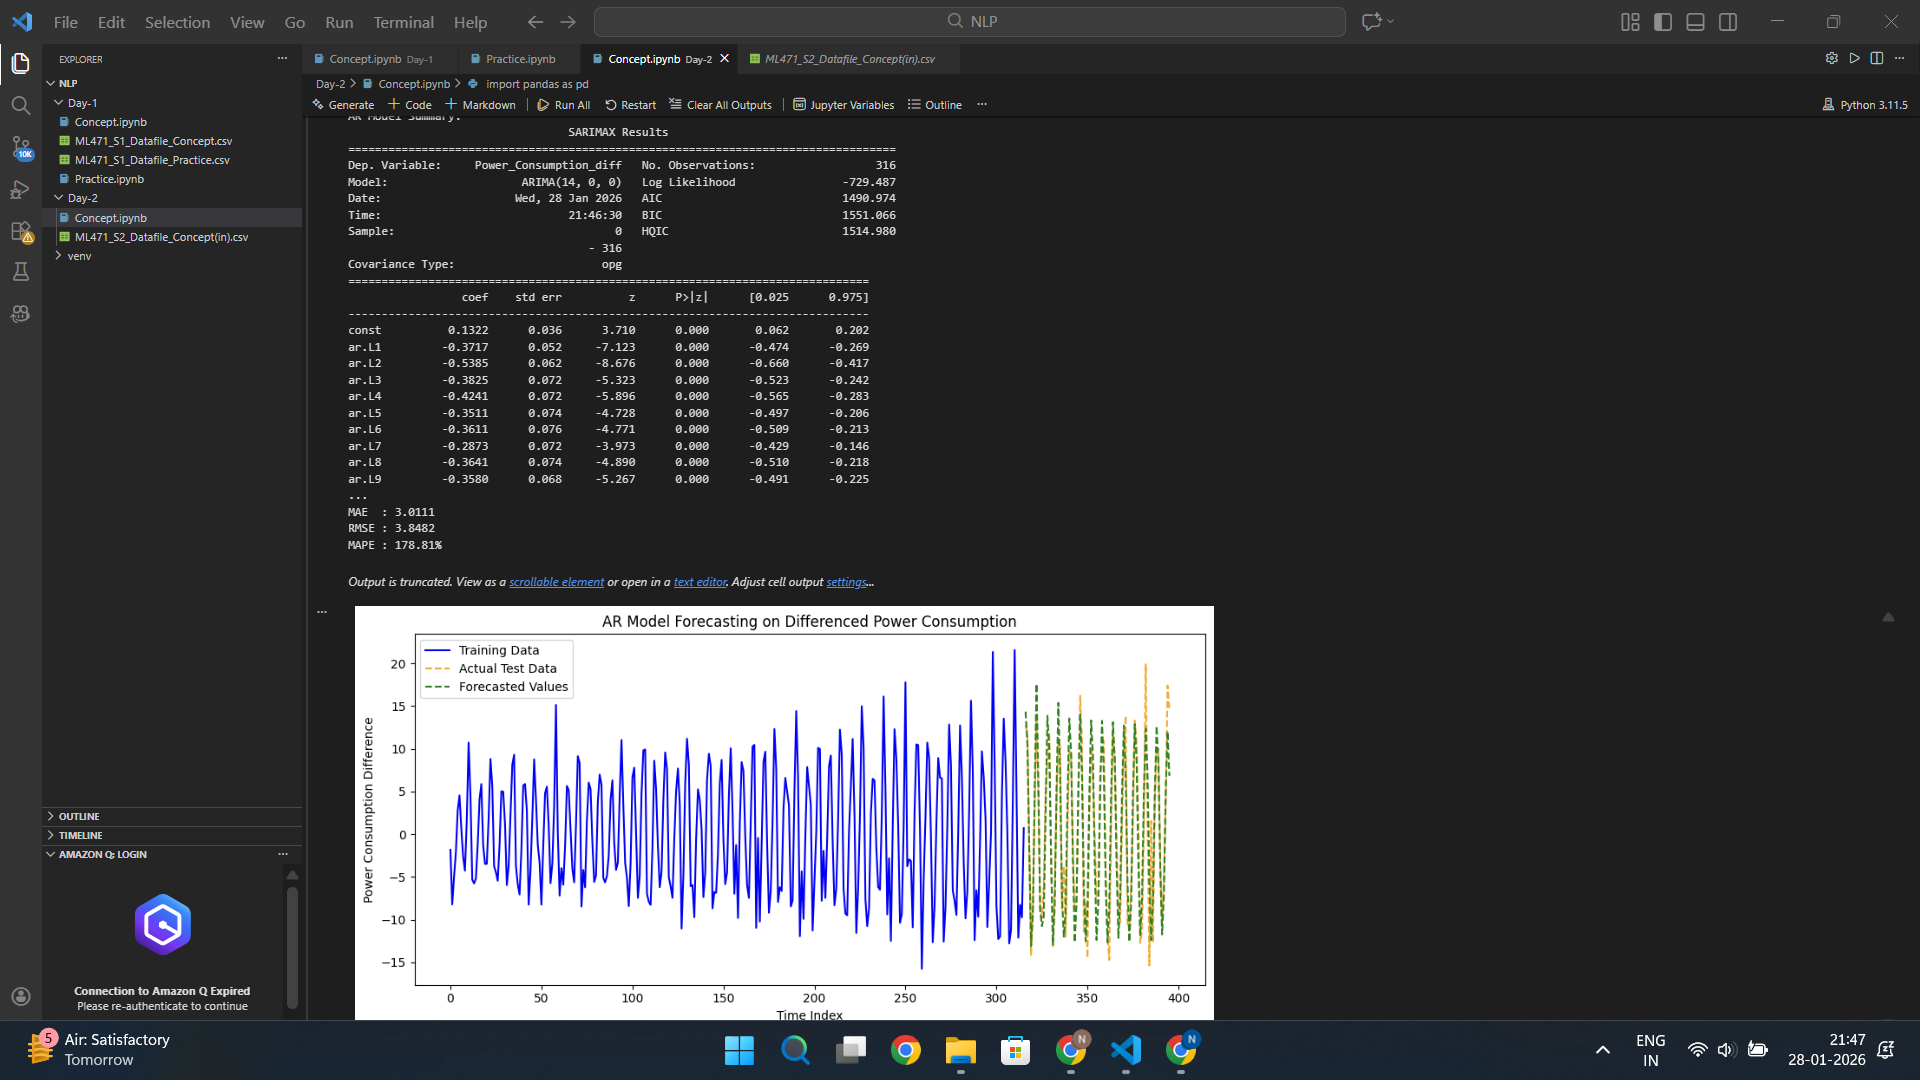 File Edit Selection View Go Run Terminal Help
NLP
EXPLORER
NLP
Day-1
Concept.ipynb
ML471_S1_Datafile_Concept.csv
ML471_S1_Datafile_Practice.csv
Practice.ipynb
Day-2
Concept.ipynb
ML471_S2_Datafile_Concept(in).csv
venv
10K
OUTLINE
TIMELINE
AMAZON Q: LOGIN
Connection to Amazon Q Expired
Please re-authenticate to continue
Concept.ipynb Day-1 Practice.ipynb Concept.ipynb Day-2 ML471_S2_Datafile_Concept(in).csv
Day-2 > Concept.ipynb > import pandas as pd
Generate + Code + Markdown Run All Restart Clear All Outputs Jupyter Variables Outline ... Python 3.11.5
AR Model Summary:
SARIMAX Results
==============================================================================
Dep. Variable: Power_Consumption_diff No. Observations: 316
Model: ARIMA(14, 0, 0) Log Likelihood -729.487
Date: Wed, 28 Jan 2026 AIC 1490.974
Time: 21:46:30 BIC 1551.066
Sample: 0 HQIC 1514.980
- 316
Covariance Type: opg
==============================================================================
coef std err z P>|z| [0.025 0.975]
------------------------------------------------------------------------------
const 0.1322 0.036 3.710 0.000 0.062 0.202
ar.L1 -0.3717 0.052 -7.123 0.000 -0.474 -0.269
ar.L2 -0.5385 0.062 -8.676 0.000 -0.660 -0.417
ar.L3 -0.3825 0.072 -5.323 0.000 -0.523 -0.242
ar.L4 -0.4241 0.072 -5.896 0.000 -0.565 -0.283
ar.L5 -0.3511 0.074 -4.728 0.000 -0.497 -0.206
ar.L6 -0.3611 0.076 -4.771 0.000 -0.509 -0.213
ar.L7 -0.2873 0.072 -3.973 0.000 -0.429 -0.146
ar.L8 -0.3641 0.074 -4.890 0.000 -0.510 -0.218
ar.L9 -0.3580 0.068 -5.267 0.000 -0.491 -0.225
...
MAE : 3.0111
RMSE : 3.8482
MAPE : 178.81%
Output is truncated. View as a scrollable element or open in a text editor. Adjust cell output settings...
AR Model Forecasting on Differenced Power Consumption
Training Data
Actual Test Data
Forecasted Values
Power Consumption Difference
20
15
10
5
0
−5
−10
−15
0 50 100 150 200 250 300 350 400
Time Index
5
Air: Satisfactory
Tomorrow
N
N
ENG
IN
21:47
28-01-2026